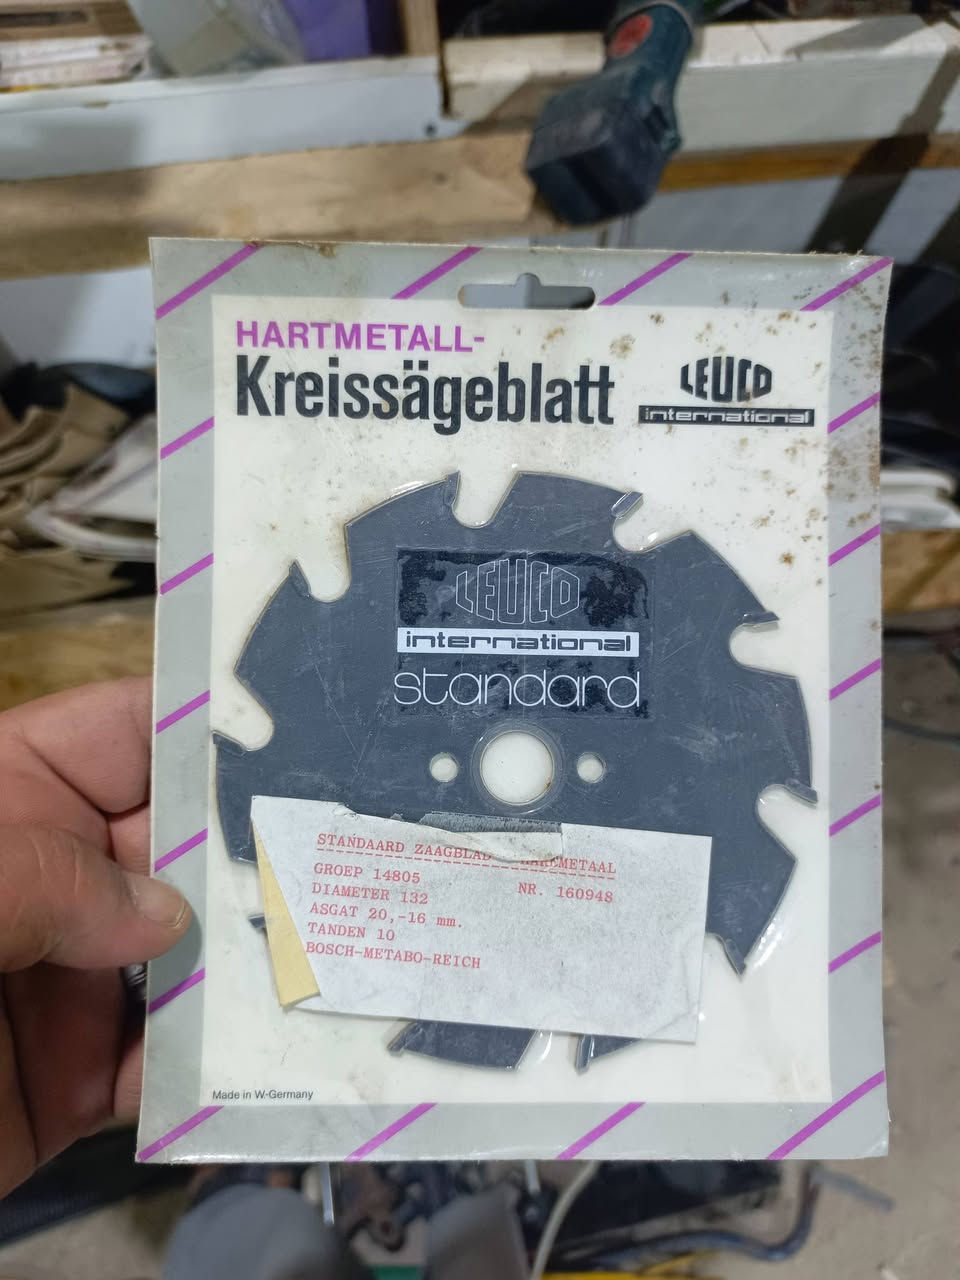 HARTMETALL-
Kreissägeblatt
LEUCO
international
LEUCO
international
standard
STANDAARD ZAAGBLAD HARDMETAAL
GROEP 14805 NR. 160948
DIAMETER 132
ASGAT 20,-16 mm.
TANDEN 10
BOSCH-METABO-REICH
Made in W-Germany